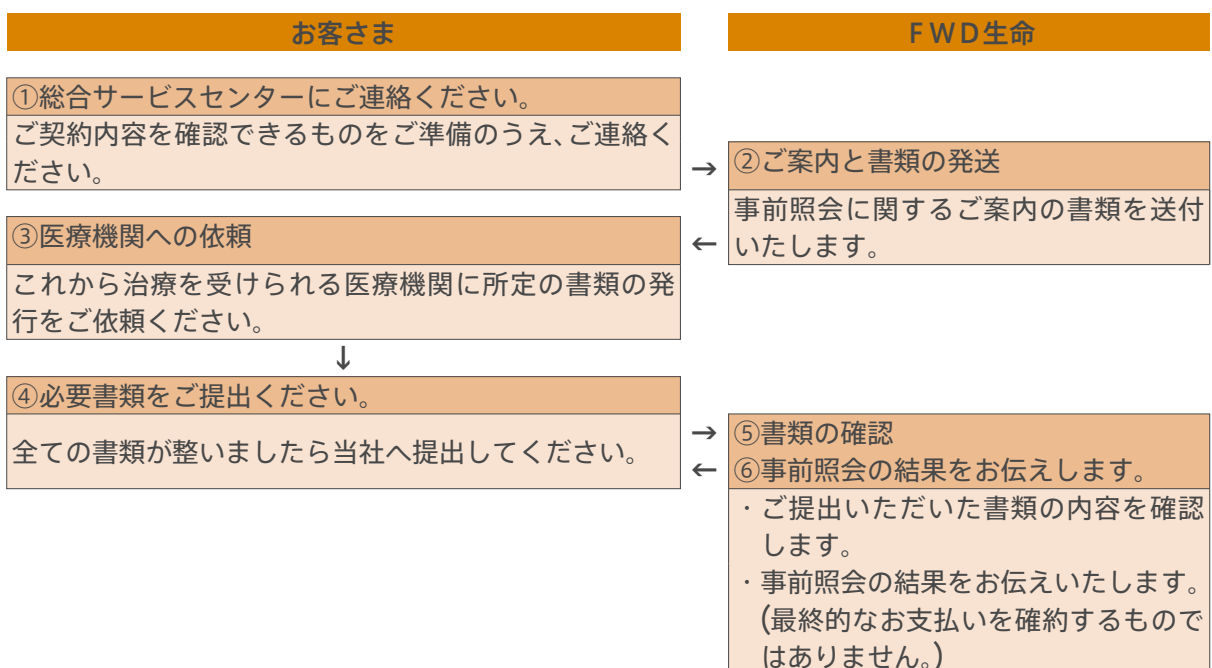 お客さま
ＦＷＤ生命
①総合サービスセンターにご連絡ください。
ご契約内容を確認できるものをご準備のうえ、ご連絡く
ださい。
→
②ご案内と書類の発送
事前照会に関するご案内の書類を送付
いたします。
←
③医療機関への依頼
これから治療を受けられる医療機関に所定の書類の発
行をご依頼ください。
↓
④必要書類をご提出ください。
全ての書類が整いましたら当社へ提出してください。
→
←
⑤書類の確認
⑥事前照会の結果をお伝えします。
・ご提出いただいた書類の内容を確認
します。
・事前照会の結果をお伝えいたします。
(最終的なお支払いを確約するもので
はありません。)